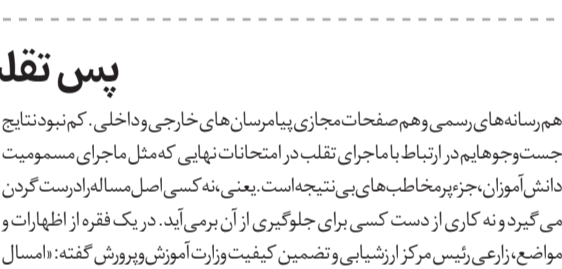 پس تقلب
هم رسانه‌های رسمی و هم صفحات مجازی پیام‌رسان‌های خارجی و داخلی. کم نبود نتایج
جست‌وجوهایم در ارتباط با ماجرای تقلب در امتحانات نهایی که مثل ماجرای مسمومیت
دانش‌آموزان، جزء پرمخاطب‌های بی‌نتیجه است. یعنی، نه کسی اصل مساله را درست گردن
می‌گیرد و نه کاری از دست کسی برای جلوگیری از آن برمی‌آید. در یک فقره از اظهارات و
مواضع، زارعی رئیس مرکز ارزشیابی و تضمین کیفیت وزارت آموزش‌وپرورش گفته: «امسال